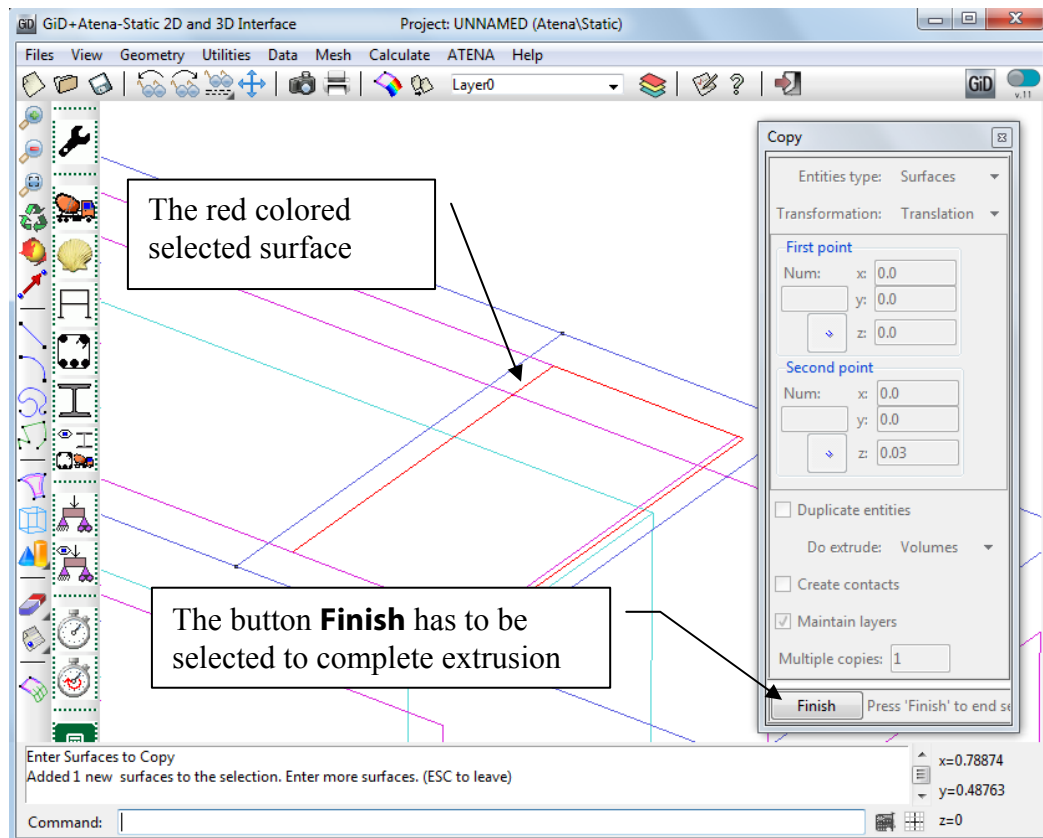 GiD GiD+Atena-Static 2D and 3D Interface Project: UNNAMED (Atena\Static)
Files View Geometry Utilities Data Mesh Calculate ATENA Help
Layer0
GiD
v.11
The red colored
selected surface
Copy
Entities type: Surfaces
Transformation: Translation
First point
Num: x: 0.0
y: 0.0
z: 0.0
Second point
Num: x: 0.0
y: 0.0
z: 0.03
Duplicate entities
Do extrude: Volumes
Create contacts
Maintain layers
Multiple copies: 1
Finish Press 'Finish' to end se
The button Finish has to be
selected to complete extrusion
Enter Surfaces to Copy
Added 1 new surfaces to the selection. Enter more surfaces. (ESC to leave)
Command:
x=0.78874
y=0.48763
z=0